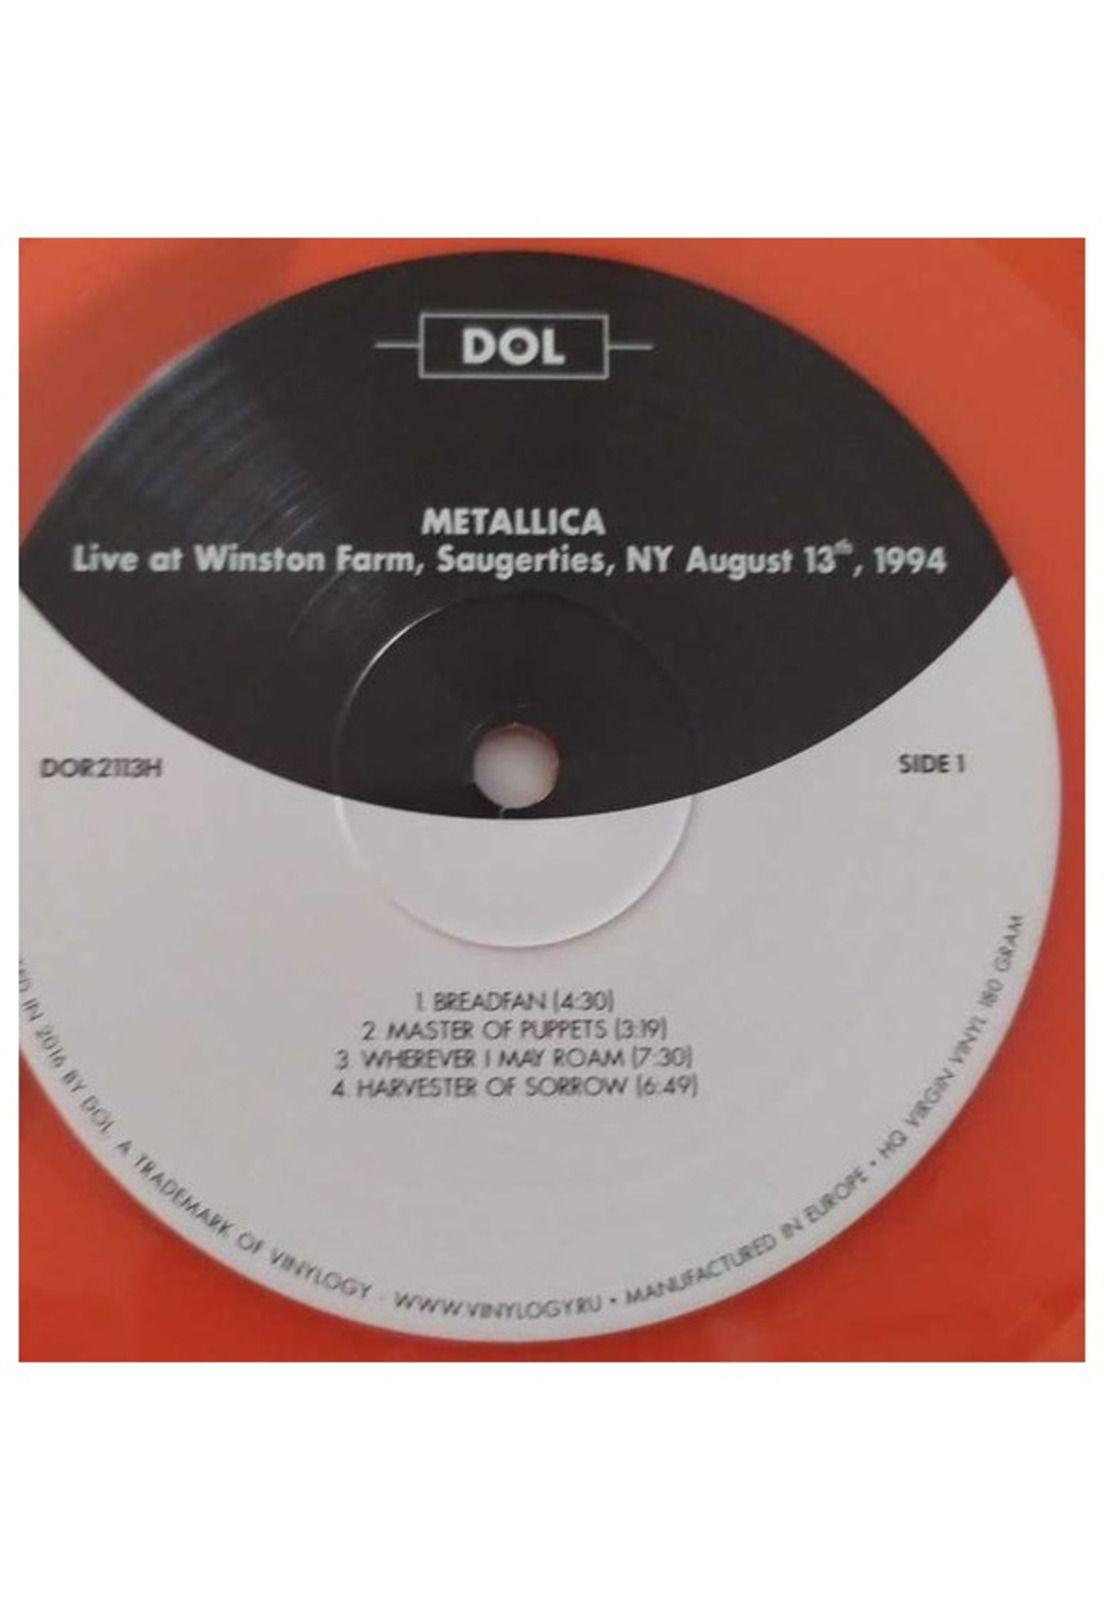 DOL
METALLICA
Live at Winston Farm, Saugerties, NY August 13th, 1994
DOR2113H
SIDE 1
1. BREADFAN (4:30)
2. MASTER OF PUPPETS (3:19)
3. WHEREVER I MAY ROAM (7:30)
4. HARVESTER OF SORROW (6:49)
IN 2016 BY DOL. A TRADEMARK OF VINYLOGY - WWW.VINYLOGY.RU • MANUFACTURED IN EUROPE • HQ VIRGIN VINYL 180 GRAM